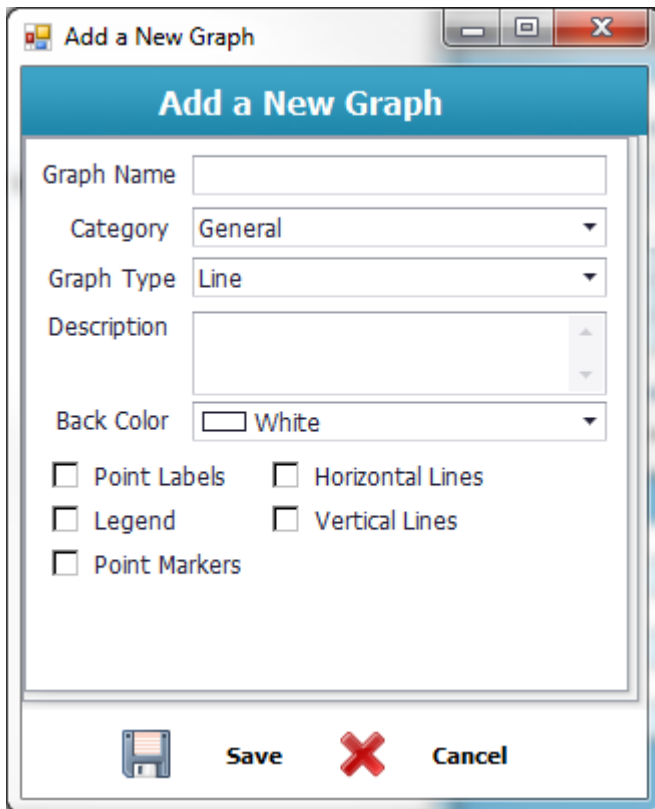 Add a New Graph
Add a New Graph
Graph Name
Category General
Graph Type Line
Description
Back Color White
Point Labels Horizontal Lines
Legend Vertical Lines
Point Markers
Save Cancel